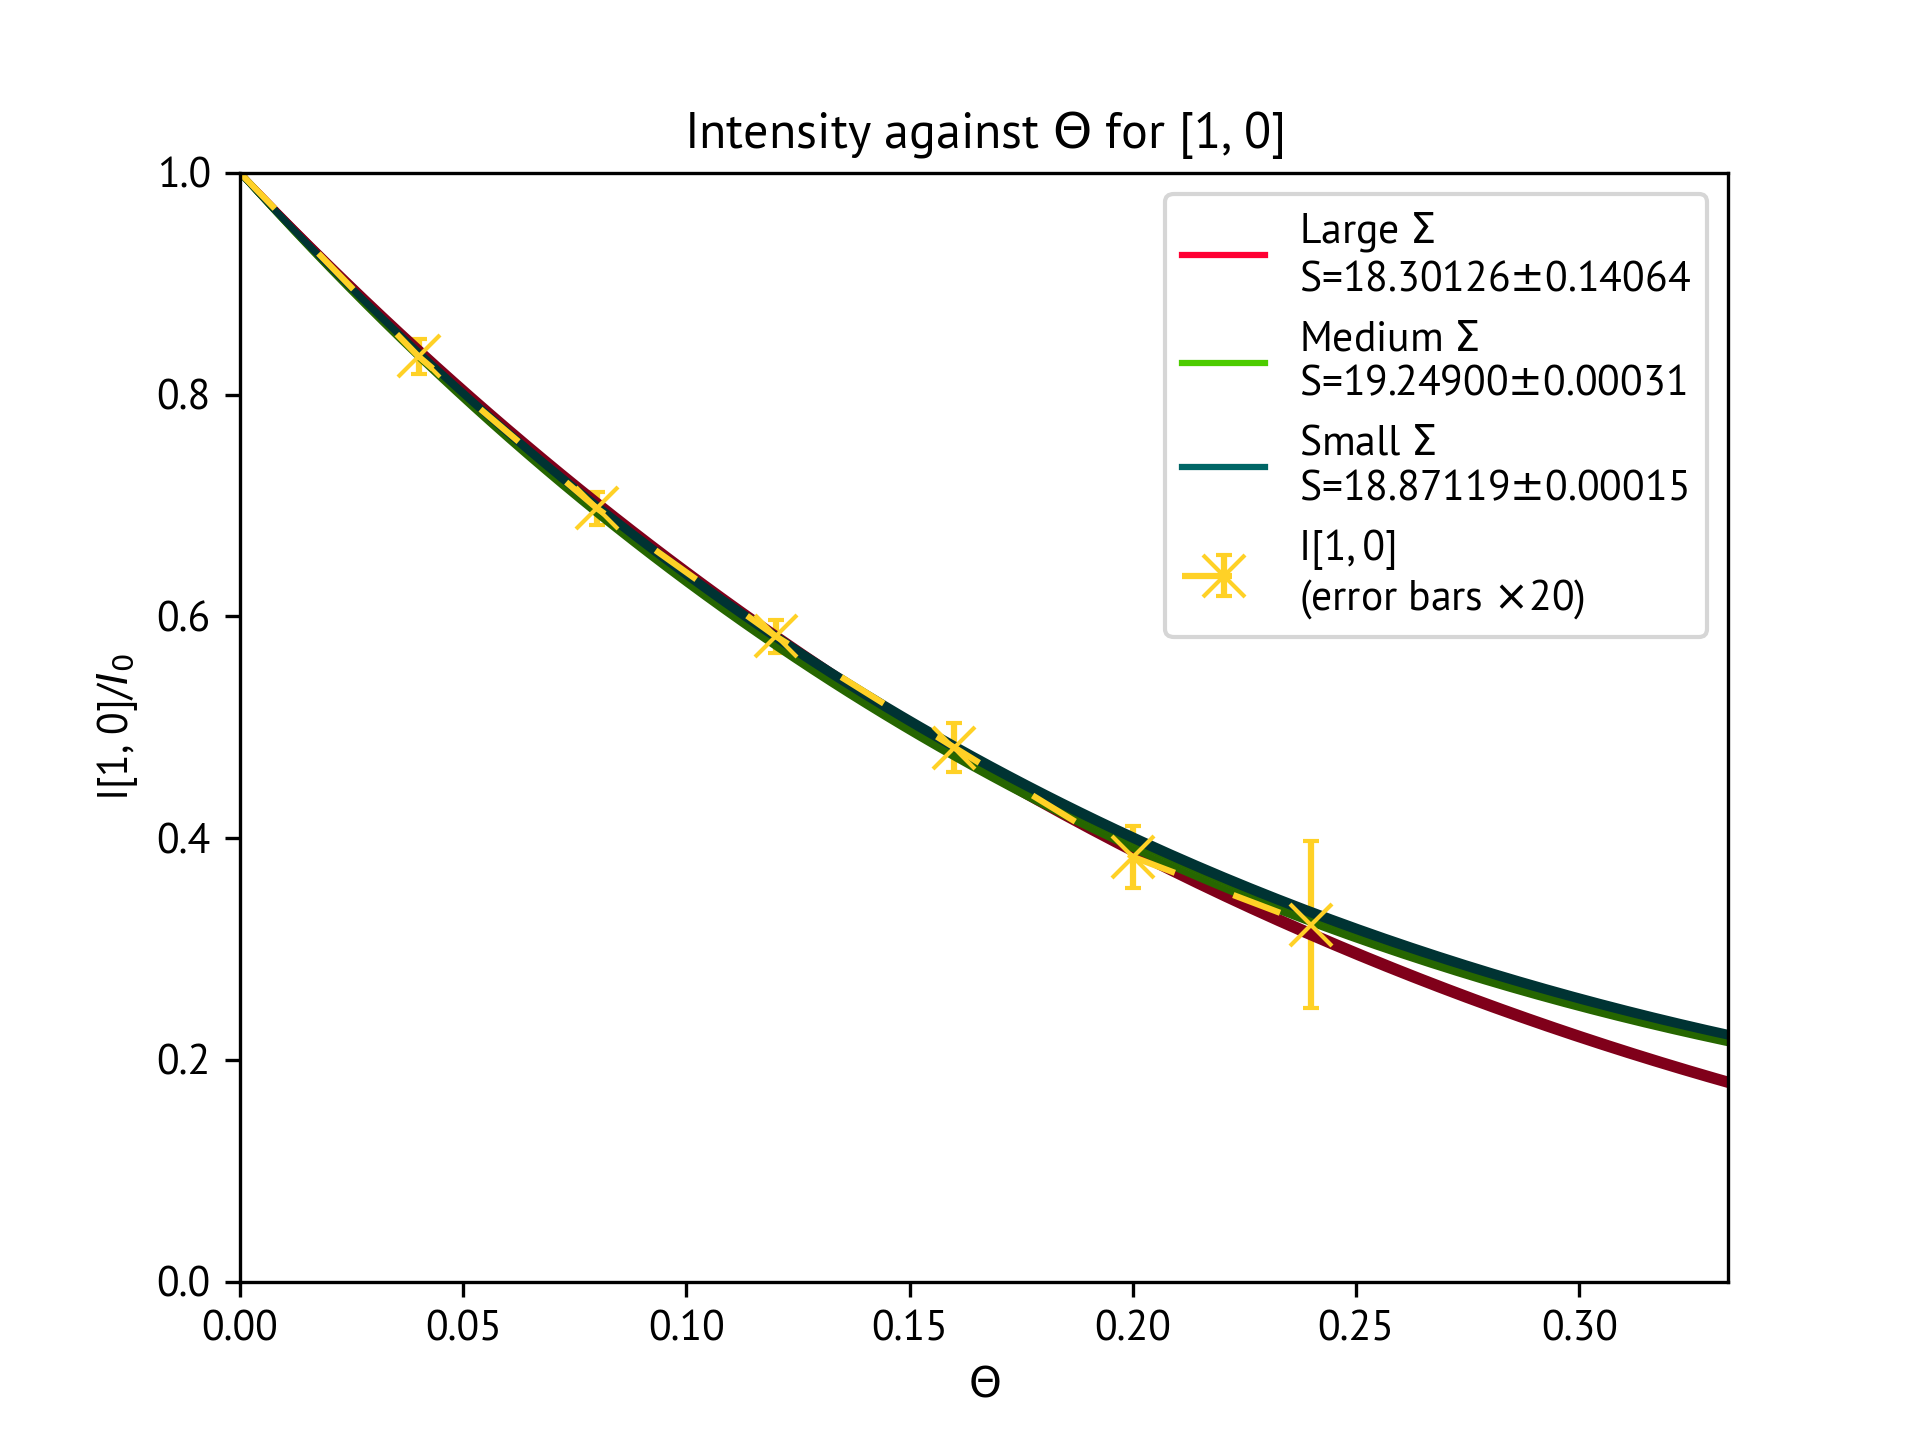 Intensity against Θ for [1, 0]
1.0
0.8
0.6
0.4
0.2
0.0
I[1, 0]/I₀
Large Σ
S=18.30126±0.14064
Medium Σ
S=19.24900±0.00031
Small Σ
S=18.87119±0.00015
I[1, 0]
(error bars ×20)
0.00 0.05 0.10 0.15 0.20 0.25 0.30
Θ